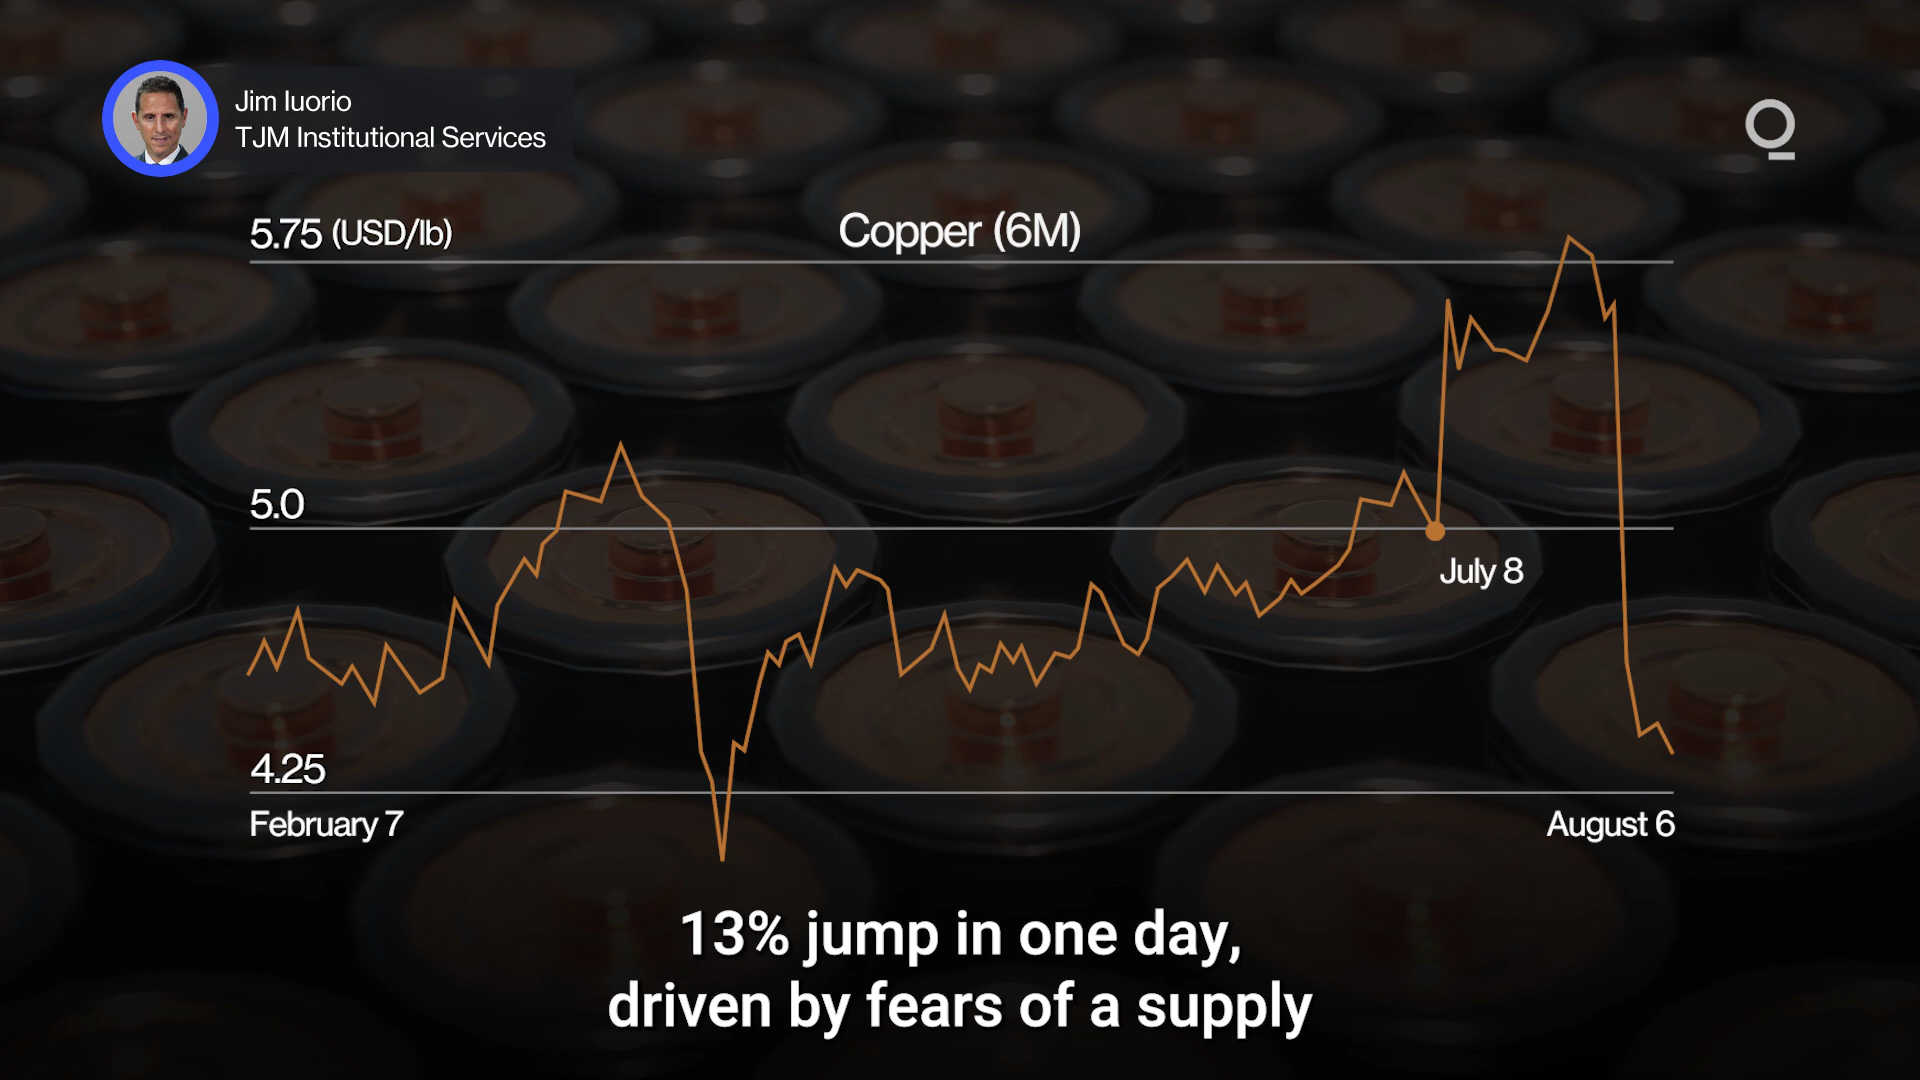 Jim Iuorio
TJM Institutional Services
5.75 (USD/lb)
Copper (6M)
5.0
July 8
4.25
February 7
August 6
13% jump in one day,
driven by fears of a supply